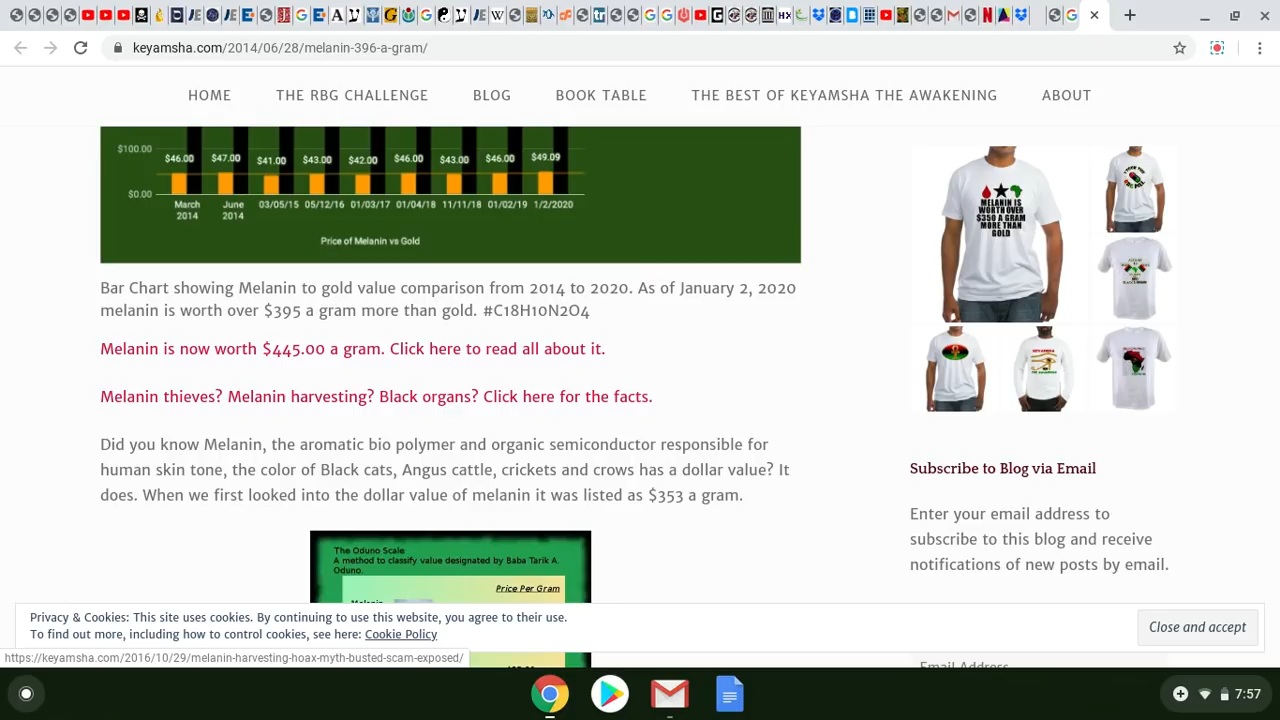 keyamsha.com/2014/06/28/melanin-396-a-gram/
HOME THE RBG CHALLENGE BLOG BOOK TABLE THE BEST OF KEYAMSHA THE AWAKENING ABOUT
$100.00
$46.00 $47.00 $41.00 $43.00 $42.00 $46.00 $43.00 $46.00 $49.09
$0.00
March 2014 June 2014 03/05/15 05/12/16 01/03/17 01/04/18 11/11/18 01/02/19 1/2/2020
Price of Melanin vs Gold
Bar Chart showing Melanin to gold value comparison from 2014 to 2020. As of January 2, 2020
melanin is worth over $395 a gram more than gold. #C18H10N2O4
Melanin is now worth $445.00 a gram. Click here to read all about it.
Melanin thieves? Melanin harvesting? Black organs? Click here for the facts.
Did you know Melanin, the aromatic bio polymer and organic semiconductor responsible for
human skin tone, the color of Black cats, Angus cattle, crickets and crows has a dollar value? It
does. When we first looked into the dollar value of melanin it was listed as $353 a gram.
The Oduno Scale
A method to classify value designated by Baba Tarik A.
Oduno.
Price Per Gram
MELANIN IS
WORTH OVER
$350 A GRAM
MORE THAN
GOLD
Subscribe to Blog via Email
Enter your email address to
subscribe to this blog and receive
notifications of new posts by email.
Email Address
Privacy & Cookies: This site uses cookies. By continuing to use this website, you agree to their use.
To find out more, including how to control cookies, see here: Cookie Policy
Close and accept
https://keyamsha.com/2016/10/29/melanin-harvesting-hoax-myth-busted-scam-exposed/
7:57